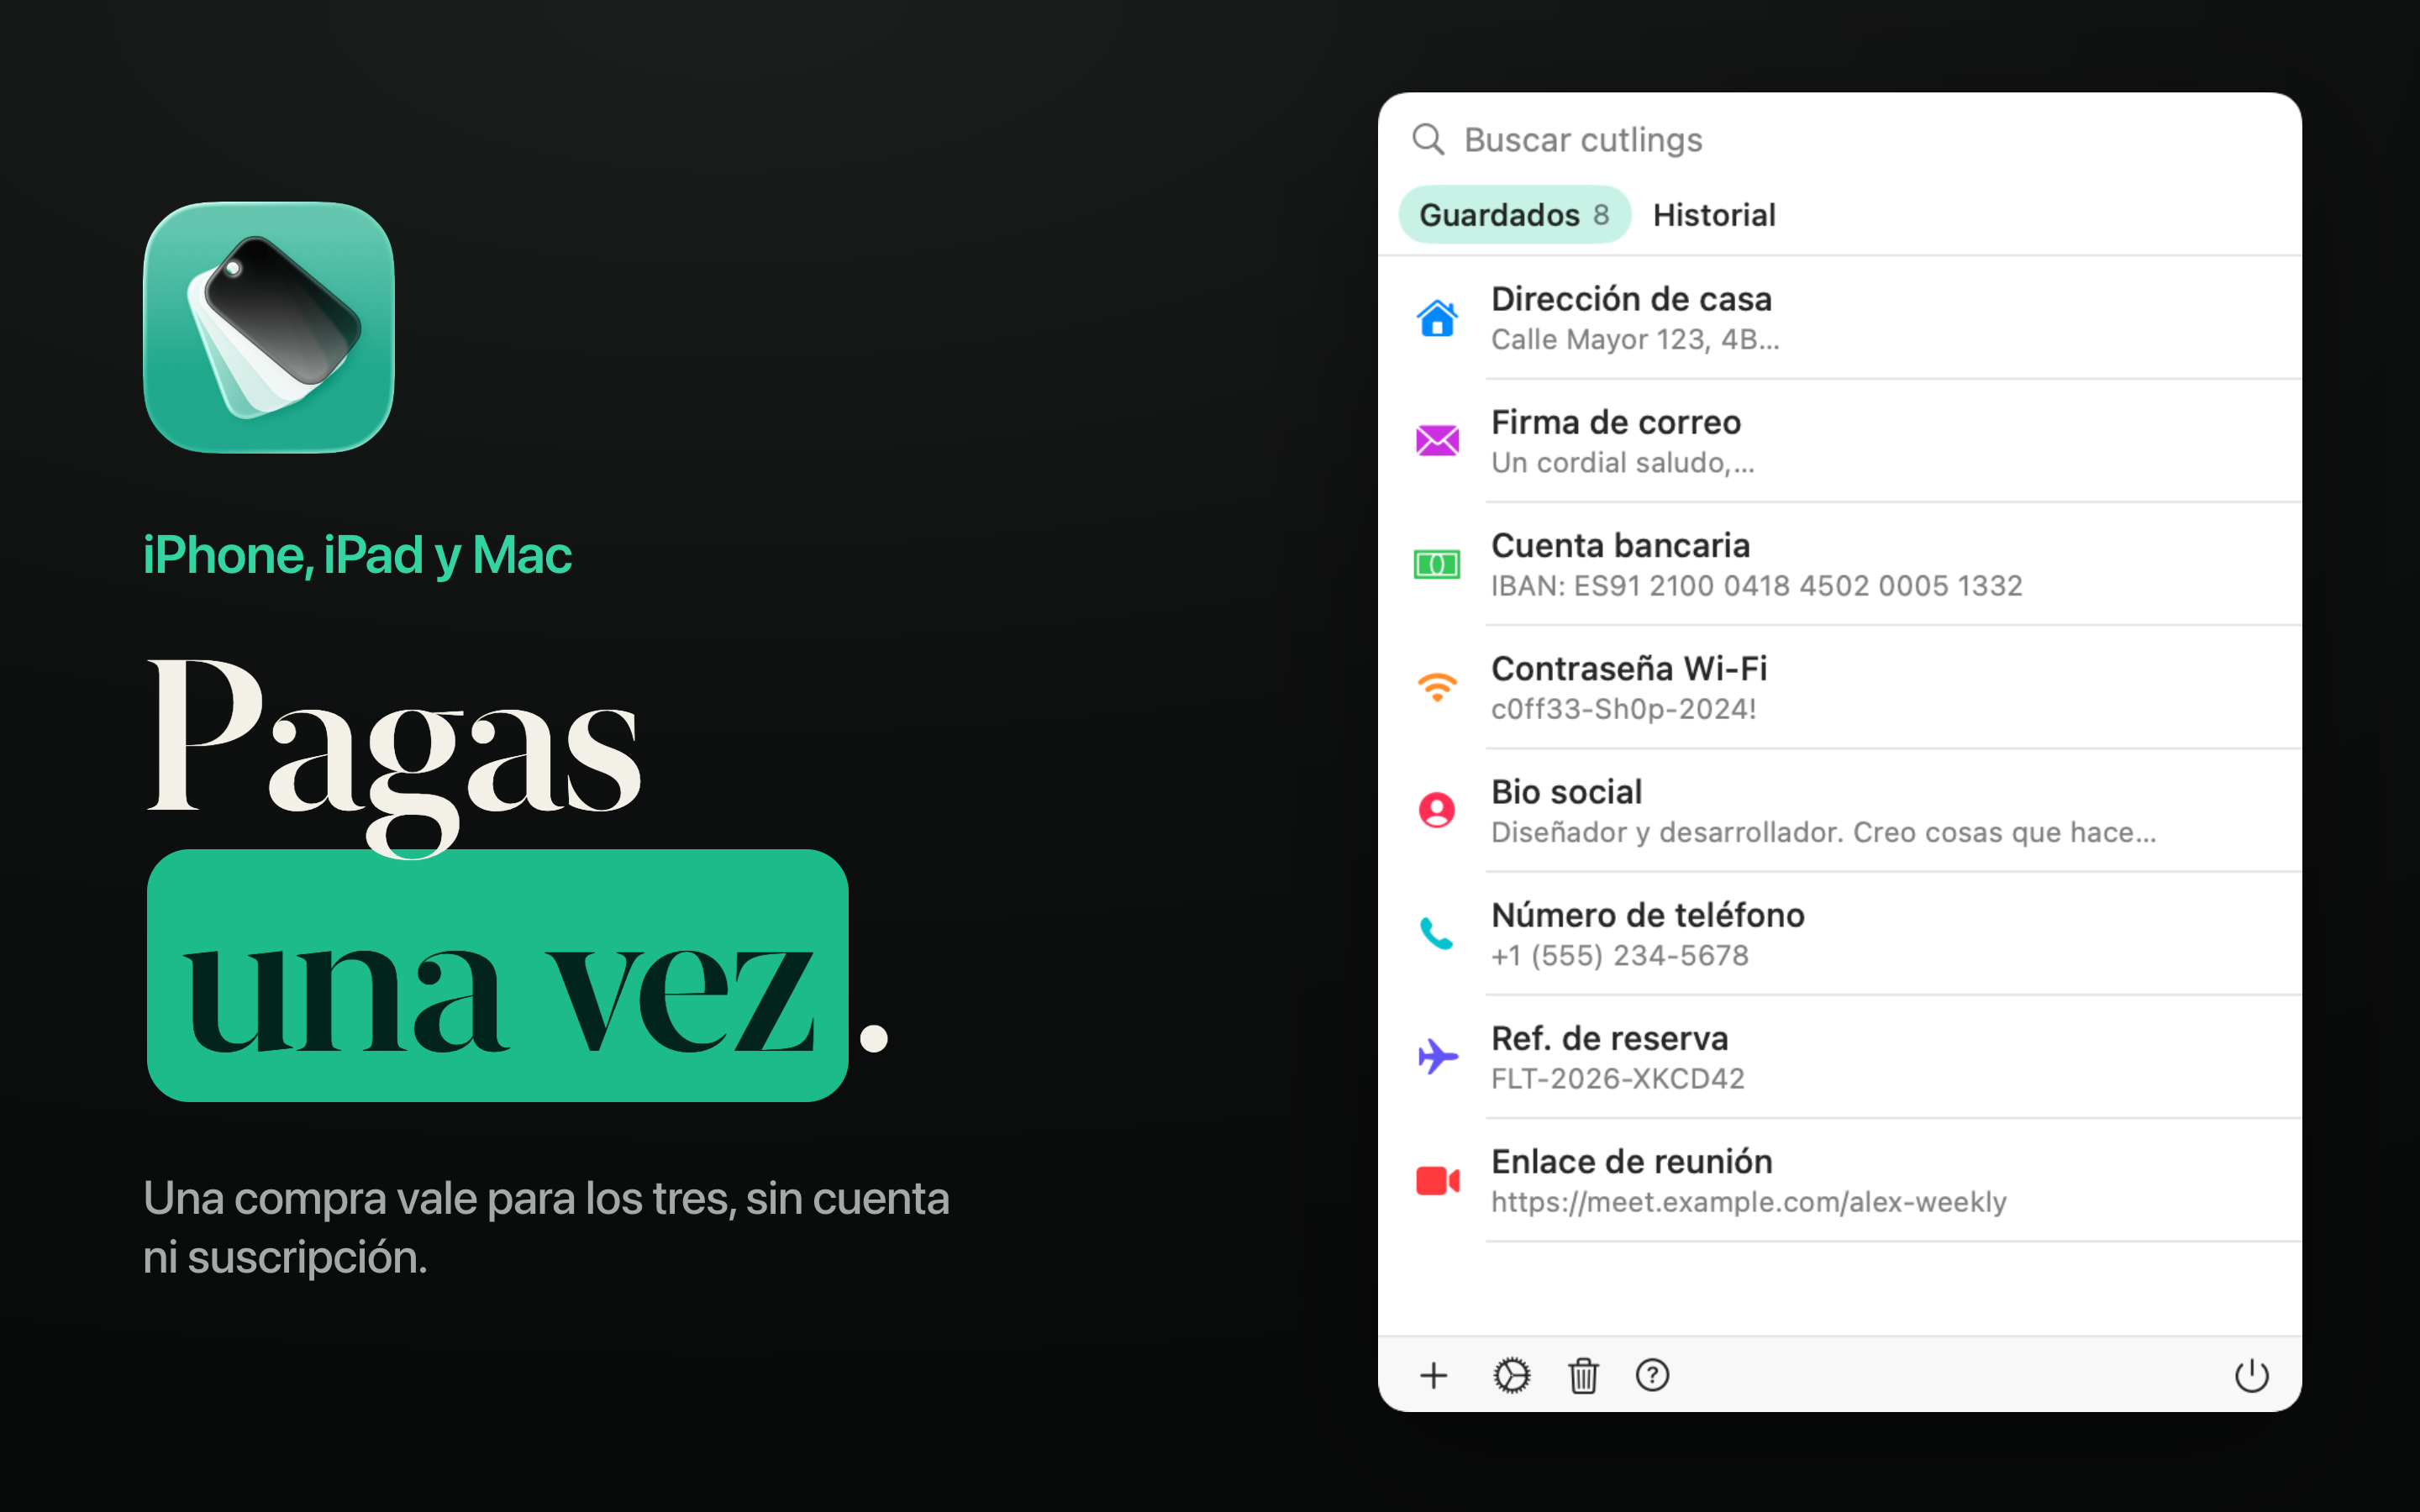 iPhone, iPad y Mac
Pagas
una vez.
Una compra vale para los tres, sin cuenta
ni suscripción.
Buscar cutlings
Guardados 8 Historial
Dirección de casa
Calle Mayor 123, 4B...
Firma de correo
Un cordial saludo,...
Cuenta bancaria
IBAN: ES91 2100 0418 4502 0005 1332
Contraseña Wi-Fi
c0ff33-Sh0p-2024!
Bio social
Diseñador y desarrollador. Creo cosas que hace...
Número de teléfono
+1 (555) 234-5678
Ref. de reserva
FLT-2026-XKCD42
Enlace de reunión
https://meet.example.com/alex-weekly